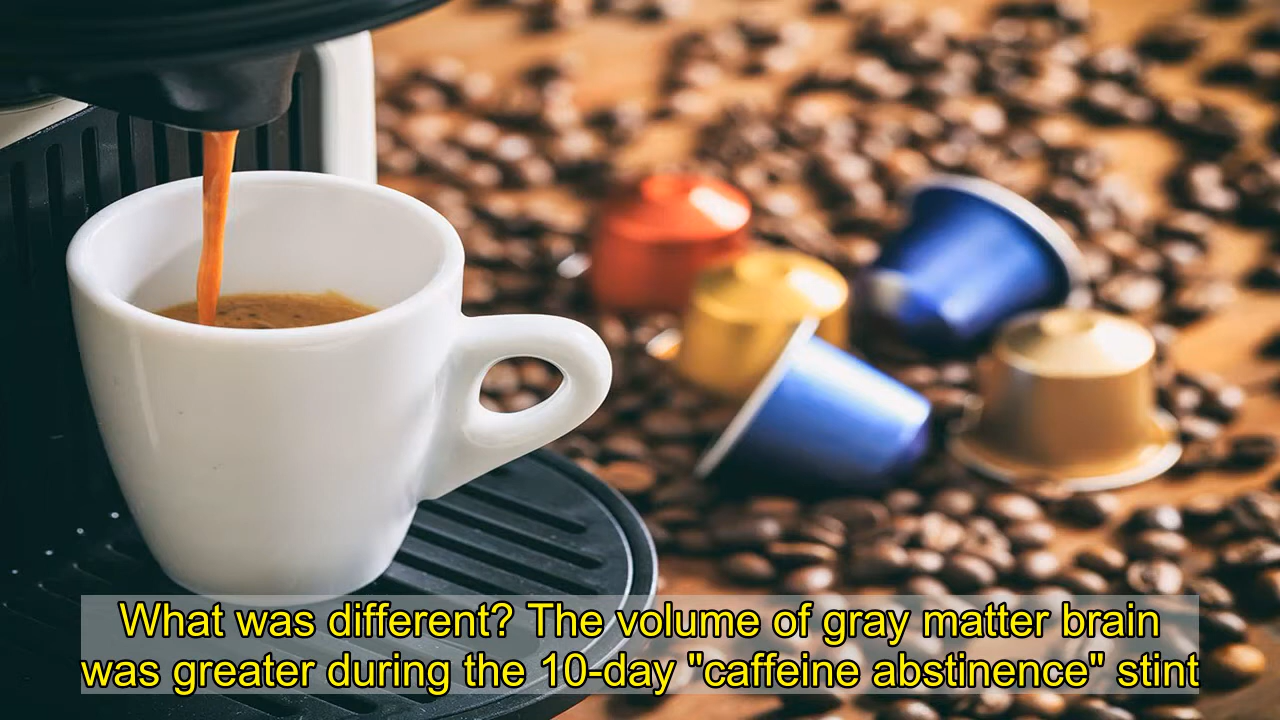 What was different? The volume of gray matter brain
was greater during the 10-day "caffeine abstinence" stint